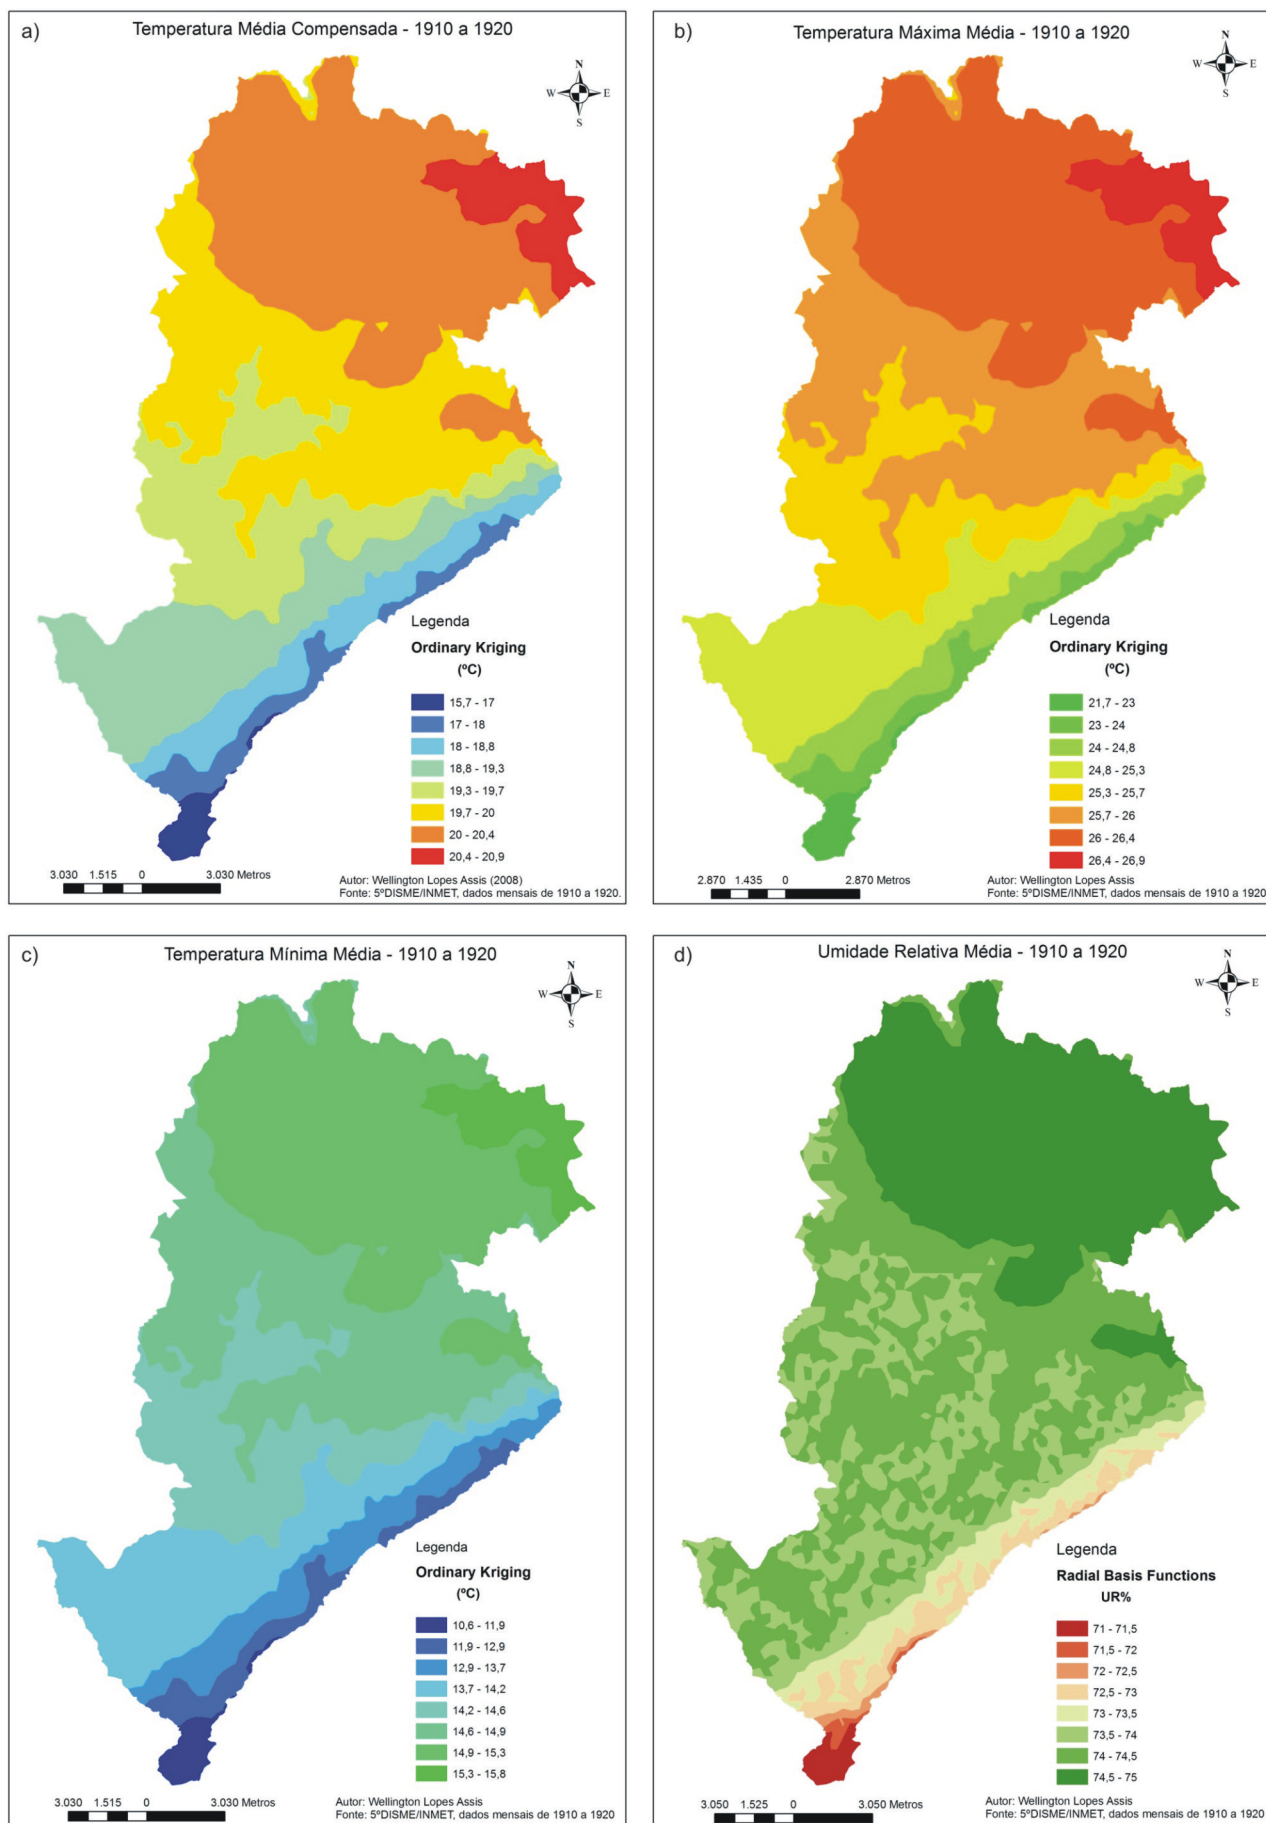 a)
Temperatura Média Compensada - 1910 a 1920
N
W
E
S
Legenda
Ordinary Kriging
(ºC)
15,7 - 17
17 - 18
18 - 18,8
18,8 - 19,3
19,3 - 19,7
19,7 - 20
20 - 20,4
20,4 - 20,9
3.030 1.515 0 3.030 Metros
Autor: Wellington Lopes Assis (2008)
Fonte: 5ºDISME/INMET, dados mensais de 1910 a 1920.
b)
Temperatura Máxima Média - 1910 a 1920
N
W
E
S
Legenda
Ordinary Kriging
(ºC)
21,7 - 23
23 - 24
24 - 24,8
24,8 - 25,3
25,3 - 25,7
25,7 - 26
26 - 26,4
26,4 - 26,9
2.870 1.435 0 2.870 Metros
Autor: Wellington Lopes Assis
Fonte: 5ºDISME/INMET, dados mensais de 1910 a 1920
c)
Temperatura Mínima Média - 1910 a 1920
N
W
E
S
Legenda
Ordinary Kriging
(ºC)
10,6 - 11,9
11,9 - 12,9
12,9 - 13,7
13,7 - 14,2
14,2 - 14,6
14,6 - 14,9
14,9 - 15,3
15,3 - 15,8
3.030 1.515 0 3.030 Metros
Autor: Wellington Lopes Assis
Fonte: 5ºDISME/INMET, dados mensais de 1910 a 1920
d)
Umidade Relativa Média - 1910 a 1920
N
W
E
S
Legenda
Radial Basis Functions
UR%
71 - 71,5
71,5 - 72
72 - 72,5
72,5 - 73
73 - 73,5
73,5 - 74
74 - 74,5
74,5 - 75
3.050 1.525 0 3.050 Metros
Autor: Wellington Lopes Assis
Fonte: 5ºDISME/INMET, dados mensais de 1910 a 1920